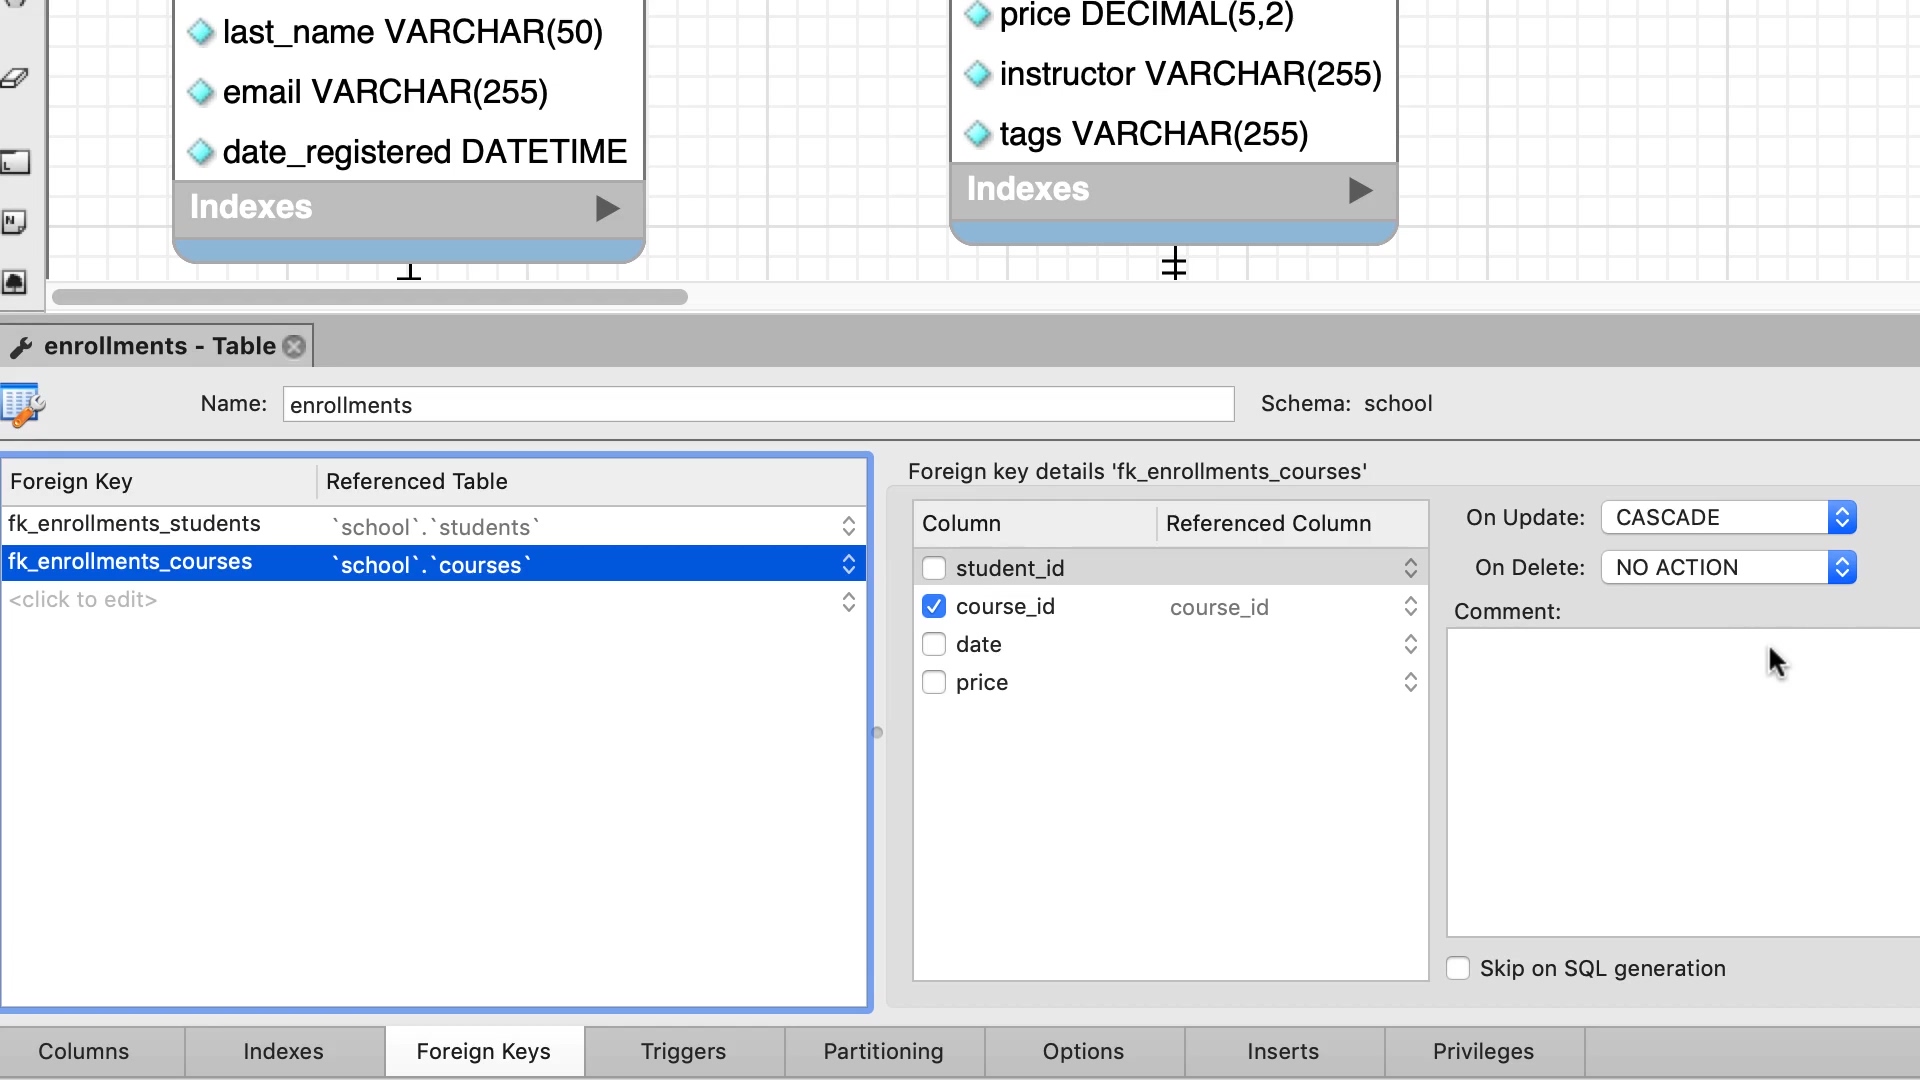 last_name VARCHAR(50)
email VARCHAR(255)
date_registered DATETIME
Indexes
price DECIMAL(5,2)
instructor VARCHAR(255)
tags VARCHAR(255)
Indexes
enrollments - Table
Name: enrollments
Schema: school
Foreign Key Referenced Table
fk_enrollments_students `school`.`students`
fk_enrollments_courses `school`.`courses`
<click to edit>
Foreign key details 'fk_enrollments_courses'
Column Referenced Column
student_id
course_id course_id
date
price
On Update: CASCADE
On Delete: NO ACTION
Comment:
Skip on SQL generation
Columns Indexes Foreign Keys Triggers Partitioning Options Inserts Privileges